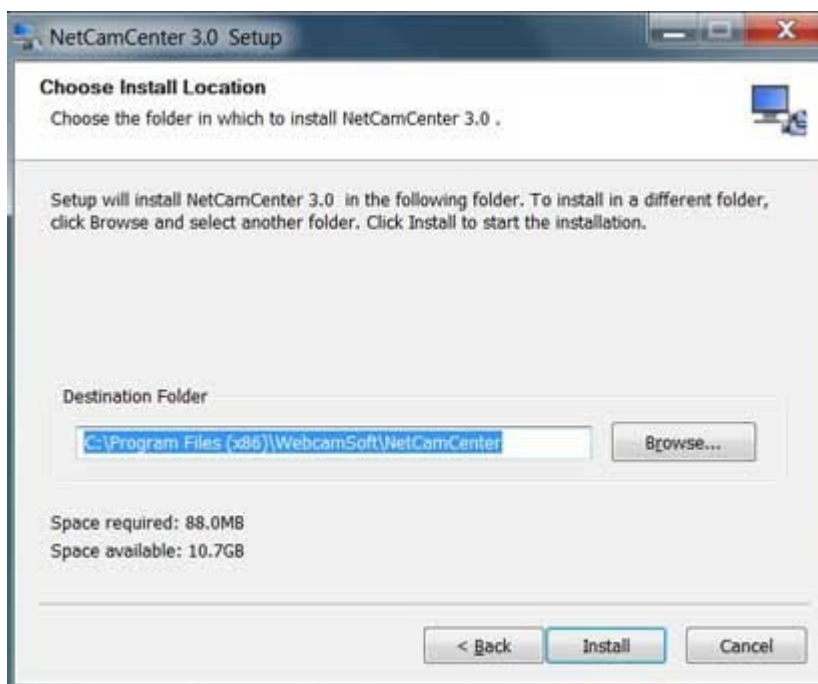 NetCamCenter 3.0 Setup
Choose Install Location
Choose the folder in which to install NetCamCenter 3.0 .
Setup will install NetCamCenter 3.0 in the following folder. To install in a different folder,
click Browse and select another folder. Click Install to start the installation.
Destination Folder
C:\Program Files (x86)\WebcamSoft\NetCamCenter
Browse...
Space required: 88.0MB
Space available: 10.7GB
< Back
Install
Cancel